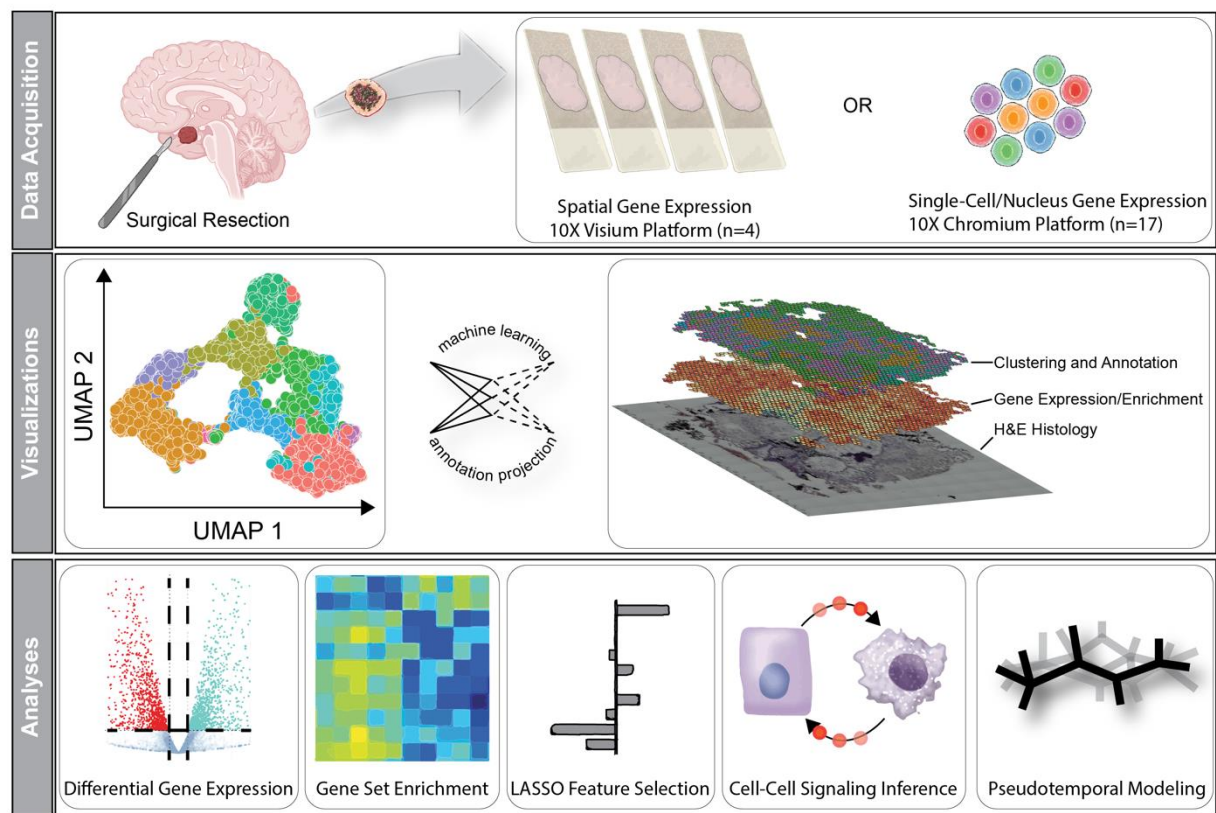 Data Acquisition
Surgical Resection
Spatial Gene Expression
10X Visium Platform (n=4)
OR
Single-Cell/Nucleus Gene Expression
10X Chromium Platform (n=17)
Visualizations
UMAP 2
UMAP 1
machine learning
annotation projection
Clustering and Annotation
Gene Expression/Enrichment
H&E Histology
Analyses
Differential Gene Expression
Gene Set Enrichment
LASSO Feature Selection
Cell-Cell Signaling Inference
Pseudotemporal Modeling